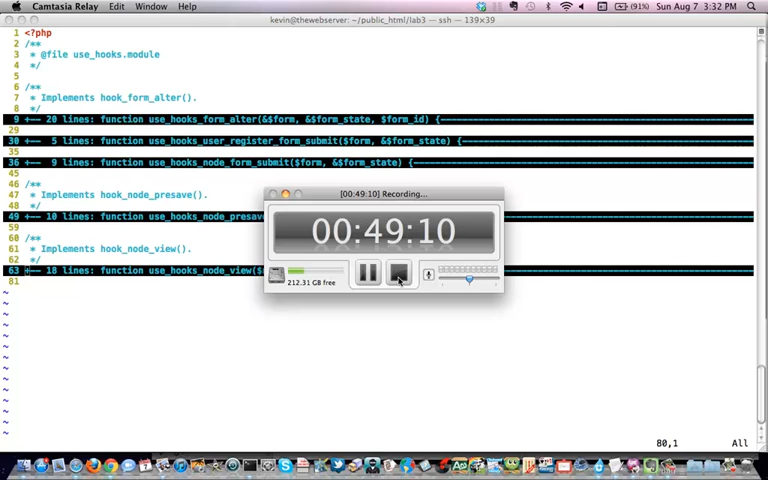 Camtasia Relay Edit Window Help (91%) Sun Aug 7 3:32 PM
kevin@thewebserver: ~/public_html/lab3 — ssh — 139×39
1 <?php
2 /**
3 * @file use_hooks.module
4 */
5
6 /**
7 * Implements hook_form_alter().
8 */
9 +-- 20 lines: function use_hooks_form_alter(&$form, &$form_state, $form_id) {
29
30 +-- 5 lines: function use_hooks_user_register_form_submit($form, &$form_state) {
35
36 +-- 9 lines: function use_hooks_node_form_submit($form, &$form_state) {
45
46 /**
47 * Implements hook_node_presave().
48 */
49 +-- 10 lines: function use_hooks_node_presav
59
60 /**
61 * Implements hook_node_view().
62 */
63 +-- 18 lines: function use_hooks_node_view($
81
~
~
~
~
~
~
~
~
~
~
~
[00:49:10] Recording...
00:49:10
212.31 GB free
80,1 All